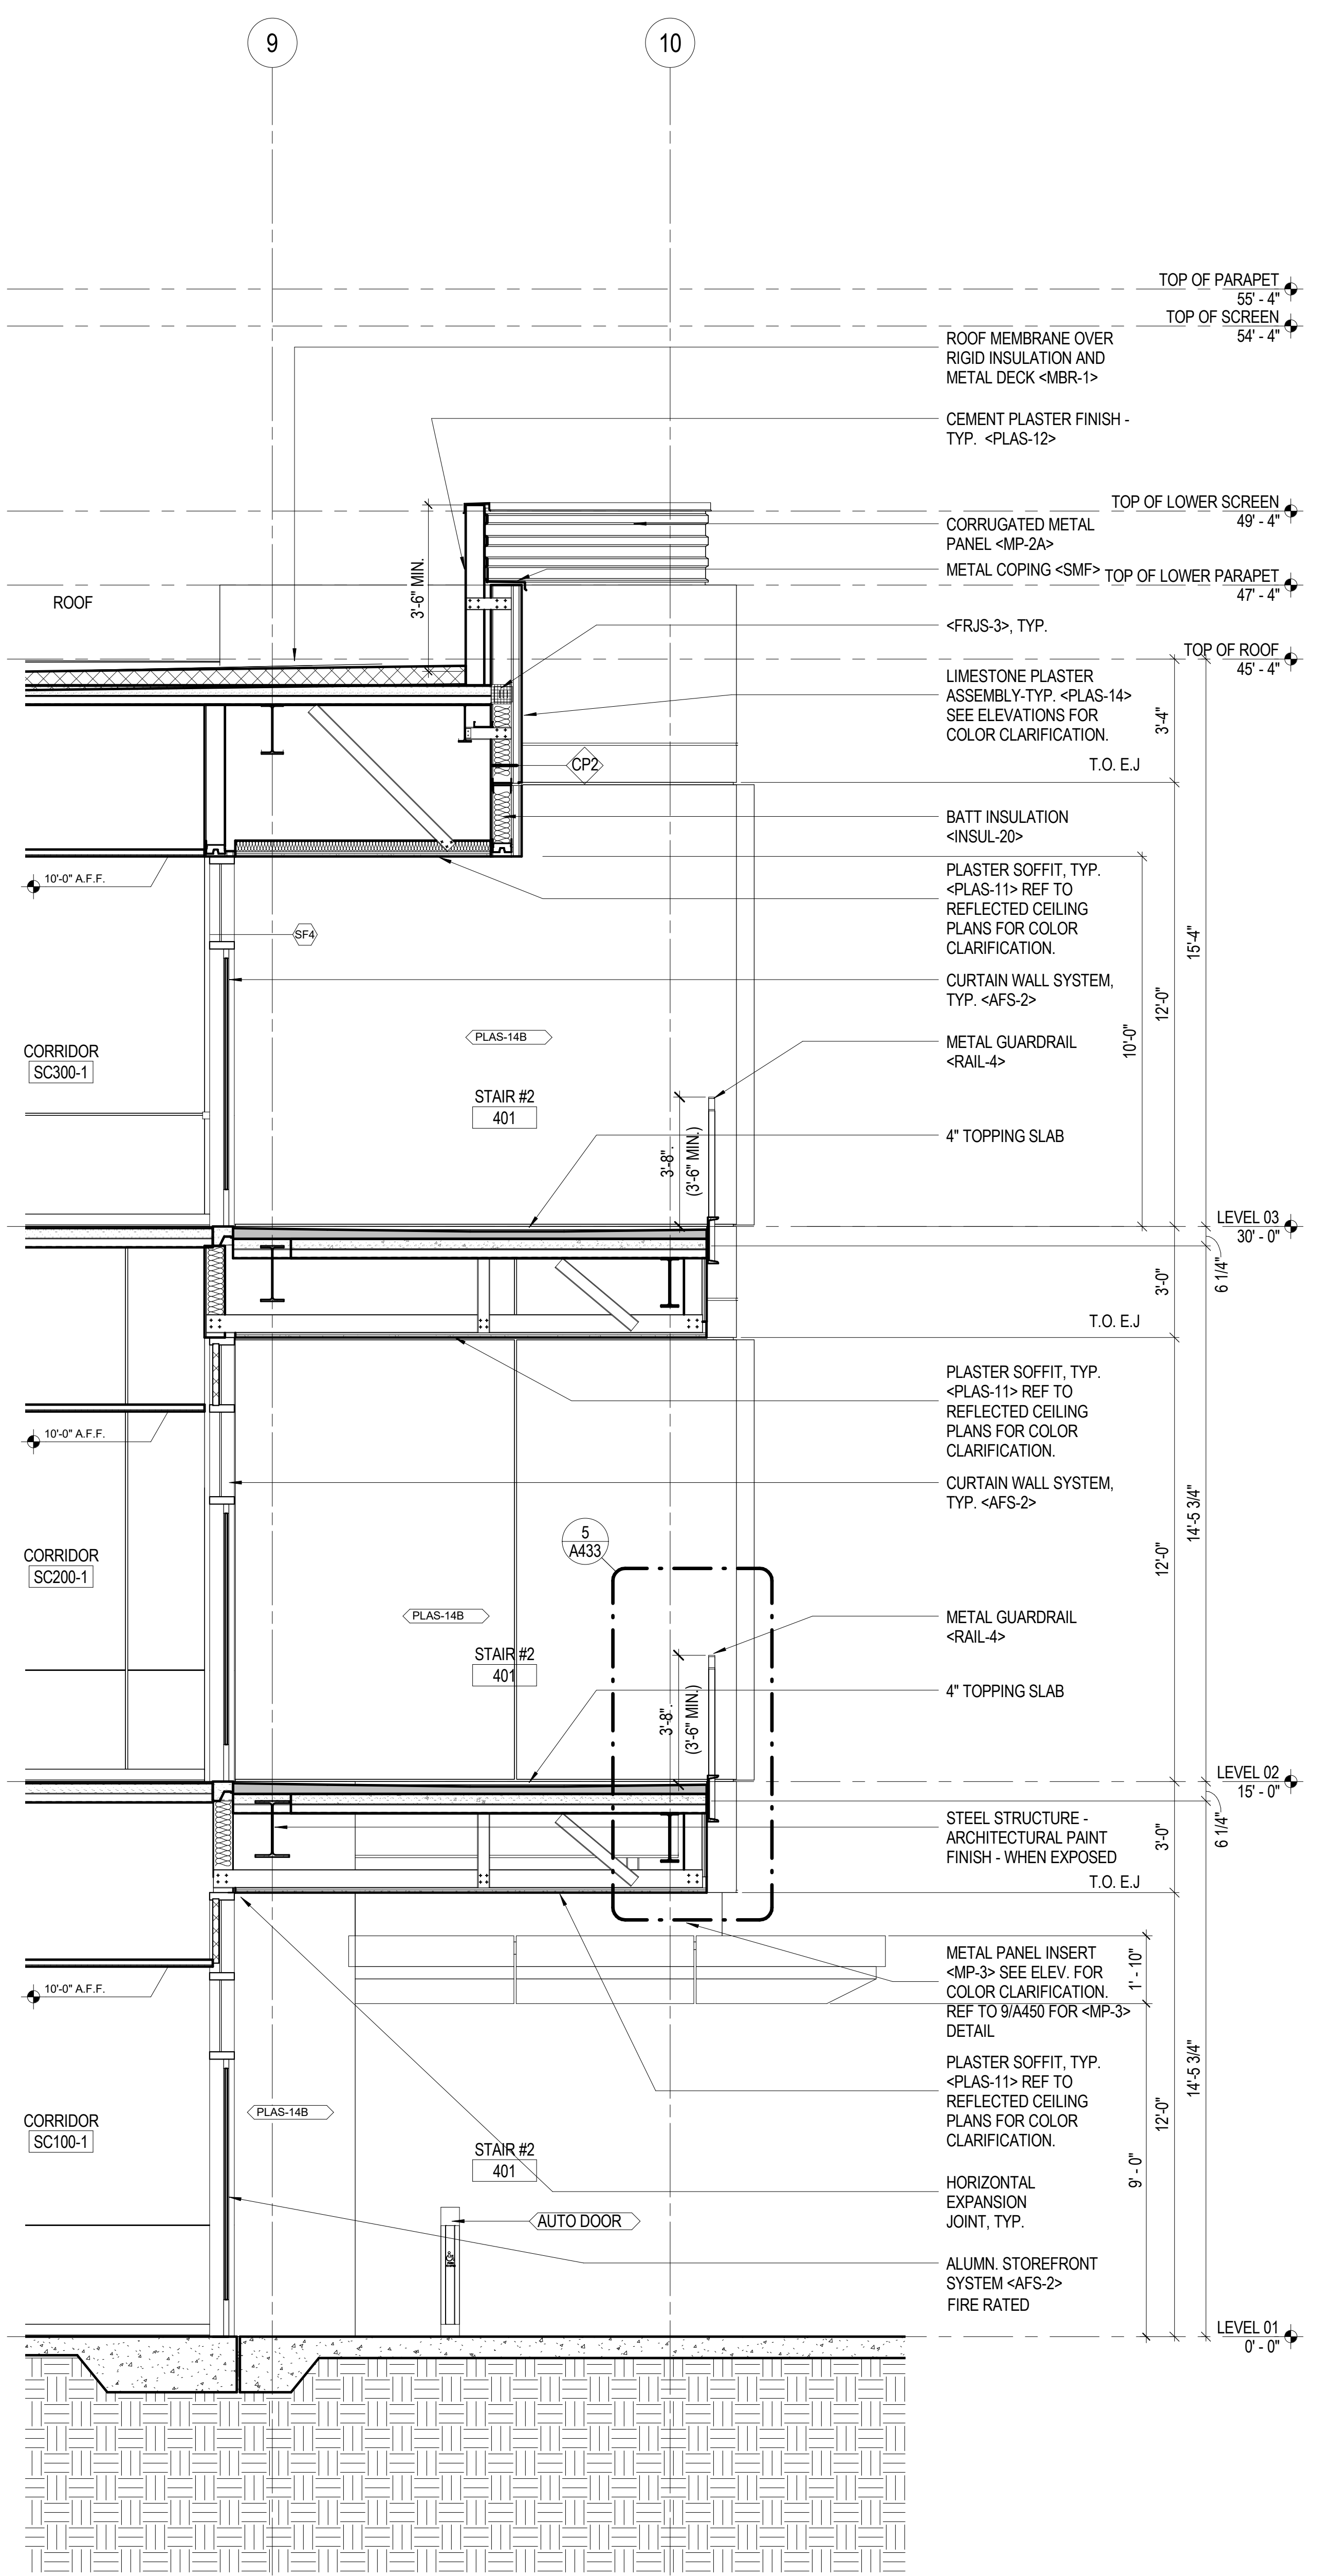 9
10
TOP OF PARAPET
55' - 4"
TOP OF SCREEN
54' - 4"
ROOF MEMBRANE OVER
RIGID INSULATION AND
METAL DECK <MBR-1>
CEMENT PLASTER FINISH -
TYP. <PLAS-12>
TOP OF LOWER SCREEN
49' - 4"
CORRUGATED METAL
PANEL <MP-2A>
METAL COPING <SMF>
TOP OF LOWER PARAPET
47' - 4"
3'-6" MIN.
ROOF
<FRJS-3>, TYP.
TOP OF ROOF
45' - 4"
LIMESTONE PLASTER
ASSEMBLY-TYP. <PLAS-14>
SEE ELEVATIONS FOR
COLOR CLARIFICATION.
3'-4"
CP2
T.O. E.J
BATT INSULATION
<INSUL-20>
10'-0" A.F.F.
PLASTER SOFFIT, TYP.
<PLAS-11> REF TO
REFLECTED CEILING
PLANS FOR COLOR
CLARIFICATION.
SF4
15'-4"
CURTAIN WALL SYSTEM,
TYP. <AFS-2>
12'-0"
10'-0"
PLAS-14B
METAL GUARDRAIL
<RAIL-4>
CORRIDOR
SC300-1
STAIR #2
401
3'-8".
(3'-6" MIN.)
4" TOPPING SLAB
LEVEL 03
30' - 0"
6 1/4"
3'-0"
T.O. E.J
PLASTER SOFFIT, TYP.
<PLAS-11> REF TO
REFLECTED CEILING
PLANS FOR COLOR
CLARIFICATION.
10'-0" A.F.F.
CURTAIN WALL SYSTEM,
TYP. <AFS-2>
14'-5 3/4"
5
A433
12'-0"
CORRIDOR
SC200-1
PLAS-14B
METAL GUARDRAIL
<RAIL-4>
STAIR #2
401
3'-8".
(3'-6" MIN.)
4" TOPPING SLAB
LEVEL 02
15' - 0"
6 1/4"
STEEL STRUCTURE -
ARCHITECTURAL PAINT
FINISH - WHEN EXPOSED
3'-0"
T.O. E.J
METAL PANEL INSERT
<MP-3> SEE ELEV. FOR
COLOR CLARIFICATION.
REF TO 9/A450 FOR <MP-3>
DETAIL
1' - 10"
10'-0" A.F.F.
PLASTER SOFFIT, TYP.
<PLAS-11> REF TO
REFLECTED CEILING
PLANS FOR COLOR
CLARIFICATION.
14'-5 3/4"
12'-0"
9' - 0"
PLAS-14B
CORRIDOR
SC100-1
STAIR #2
401
HORIZONTAL
EXPANSION
JOINT, TYP.
AUTO DOOR
ALUMN. STOREFRONT
SYSTEM <AFS-2>
FIRE RATED
LEVEL 01
0' - 0"